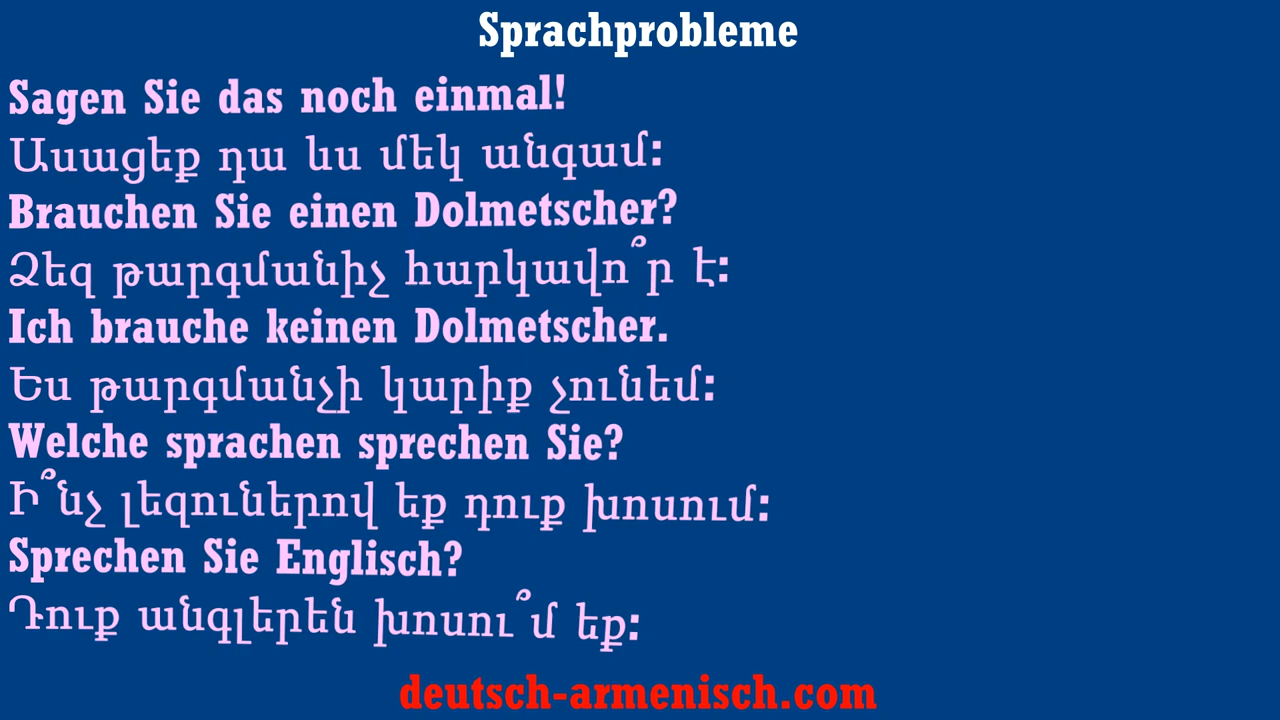 Sprachprobleme
Sagen Sie das noch einmal!
Ասացեք դա ևս մեկ անգամ:
Brauchen Sie einen Dolmetscher?
Ձեզ թարգմանիչ հարկավո՞ր է:
Ich brauche keinen Dolmetscher.
Ես թարգմանչի կարիք չունեմ:
Welche sprachen sprechen Sie?
Ի՞նչ լեզուներով եք դուք խոսում:
Sprechen Sie Englisch?
Դուք անգլերեն խոսու՞մ եք:
deutsch-armenisch.com